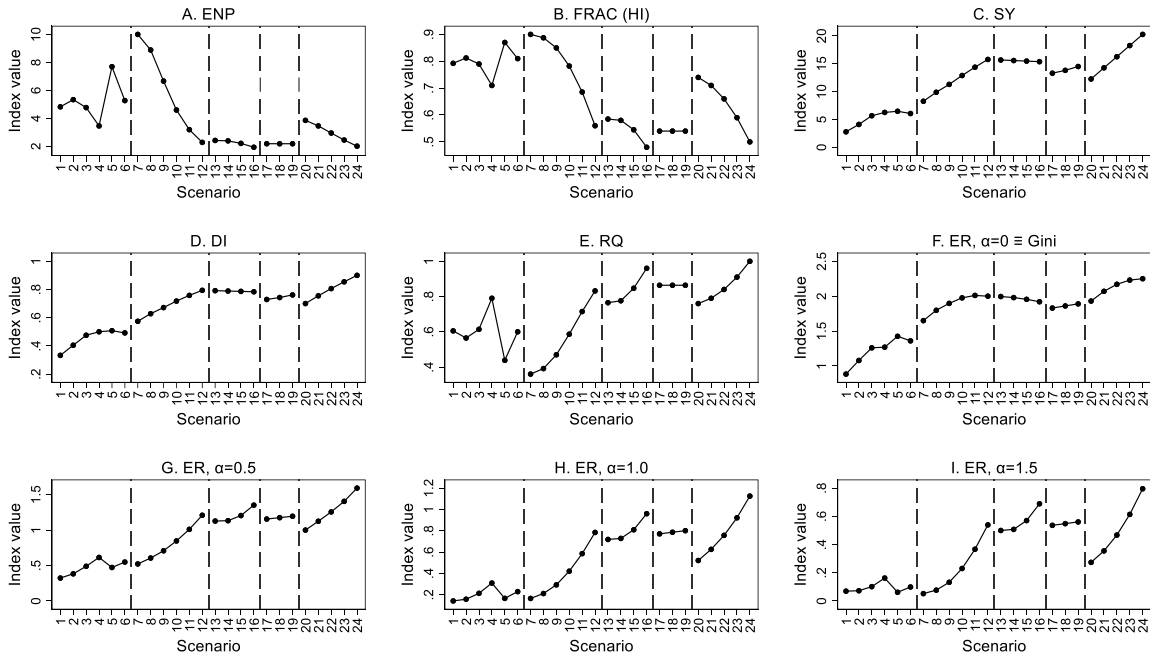 A. ENP
Index value
2 4 6 8 10
1 2 3 4 5 6 7 8 9 10 11 12 13 14 15 16 17 18 19 20 21 22 23 24
Scenario
B. FRAC (HI)
Index value
.5 .6 .7 .8 .9
1 2 3 4 5 6 7 8 9 10 11 12 13 14 15 16 17 18 19 20 21 22 23 24
Scenario
C. SY
Index value
0 5 10 15 20
1 2 3 4 5 6 7 8 9 10 11 12 13 14 15 16 17 18 19 20 21 22 23 24
Scenario
D. DI
Index value
.2 .4 .6 .8 1
1 2 3 4 5 6 7 8 9 10 11 12 13 14 15 16 17 18 19 20 21 22 23 24
Scenario
E. RQ
Index value
.4 .6 .8 1
1 2 3 4 5 6 7 8 9 10 11 12 13 14 15 16 17 18 19 20 21 22 23 24
Scenario
F. ER, α=0 ≡ Gini
Index value
1 1.5 2 2.5
1 2 3 4 5 6 7 8 9 10 11 12 13 14 15 16 17 18 19 20 21 22 23 24
Scenario
G. ER, α=0.5
Index value
0 .5 1 1.5
1 2 3 4 5 6 7 8 9 10 11 12 13 14 15 16 17 18 19 20 21 22 23 24
Scenario
H. ER, α=1.0
Index value
.2 .4 .6 .8 1 1.2
1 2 3 4 5 6 7 8 9 10 11 12 13 14 15 16 17 18 19 20 21 22 23 24
Scenario
I. ER, α=1.5
Index value
0 .2 .4 .6 .8
1 2 3 4 5 6 7 8 9 10 11 12 13 14 15 16 17 18 19 20 21 22 23 24
Scenario